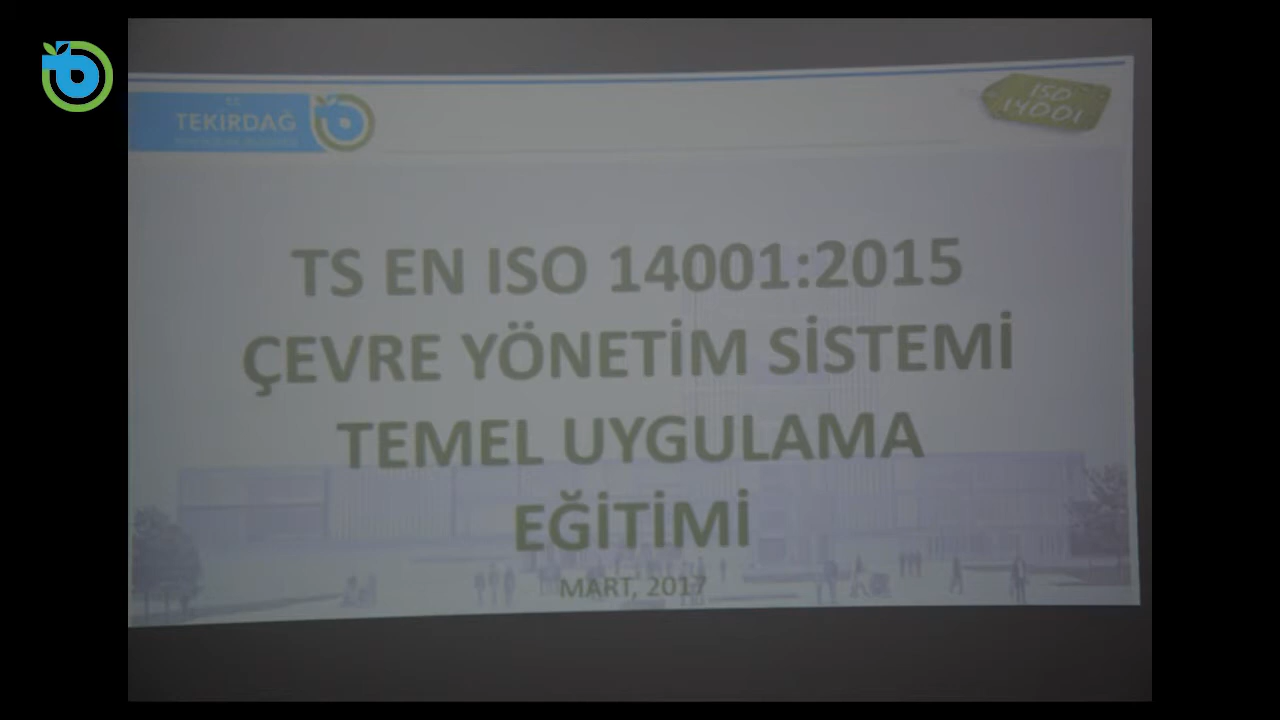 T.C.
TEKİRDAĞ
ISO
14001
TS EN ISO 14001:2015
ÇEVRE YÖNETİM SİSTEMİ
TEMEL UYGULAMA
EĞİTİMİ
MART, 2017